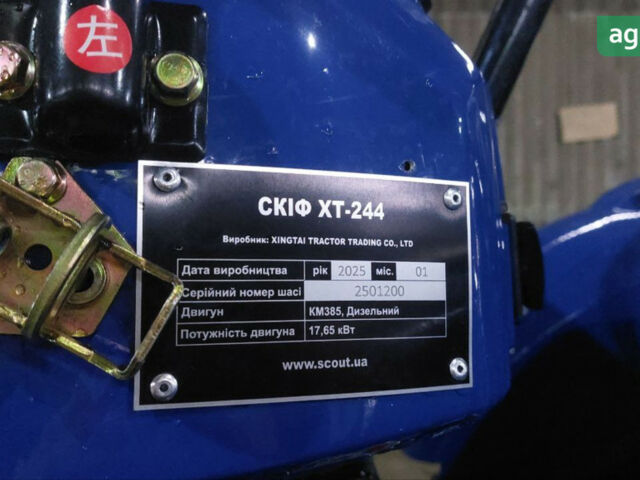 左
ag
СКІФ ХТ-244
Виробник: XINGTAI TRACTOR TRADING CO., LTD
Дата виробництва рік 2025 міс. 01
Серійний номер шасі 2501200
Двигун КМ385, Дизельний
Потужність двигуна 17,65 кВт
www.scout.ua